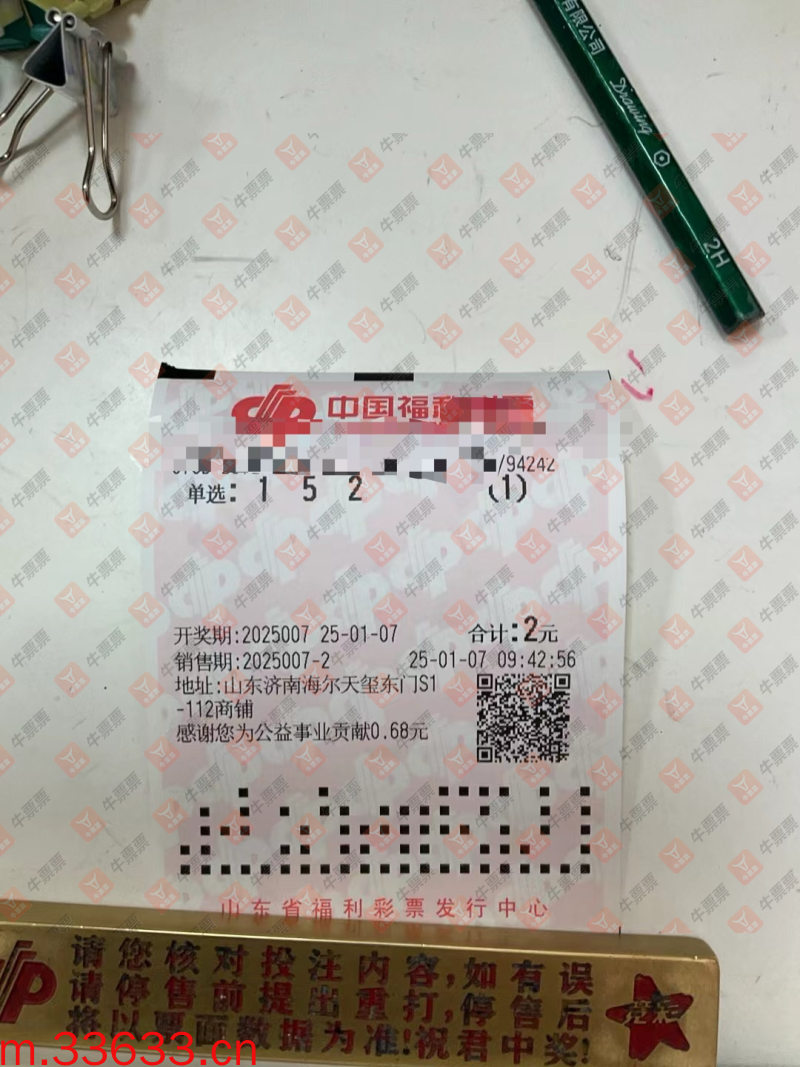 有限公司
Drawing
2H
牛票票
中国福利
/94242
单选: 1 5 2 (1)
开奖期:2025007 25-01-07 合计:2元
销售期:2025007-2 25-01-07 09:42:56
地址:山东济南海尔天玺东门S1
-112商铺
感谢您为公益事业贡献0.68元
山东省福利彩票发行中心
请您核对投注内容,如有误
请停售前提出重打,停售后
将以票面数据为准!祝君中奖!
m.33633.cn